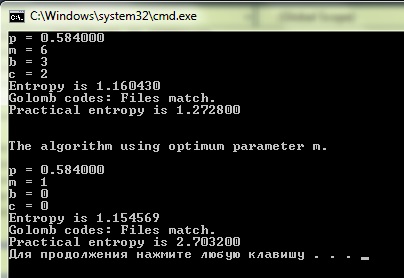 C:\Windows\system32\cmd.exe
p = 0.584000
m = 6
b = 3
c = 2
Entropy is 1.160430
Golomb codes: Files match.
Practical entropy is 1.272800
The algorithm using optimum parameter m.
p = 0.584000
m = 1
b = 0
c = 0
Entropy is 1.154569
Golomb codes: Files match.
Practical entropy is 2.703200
Для продолжения нажмите любую клавишу . . .